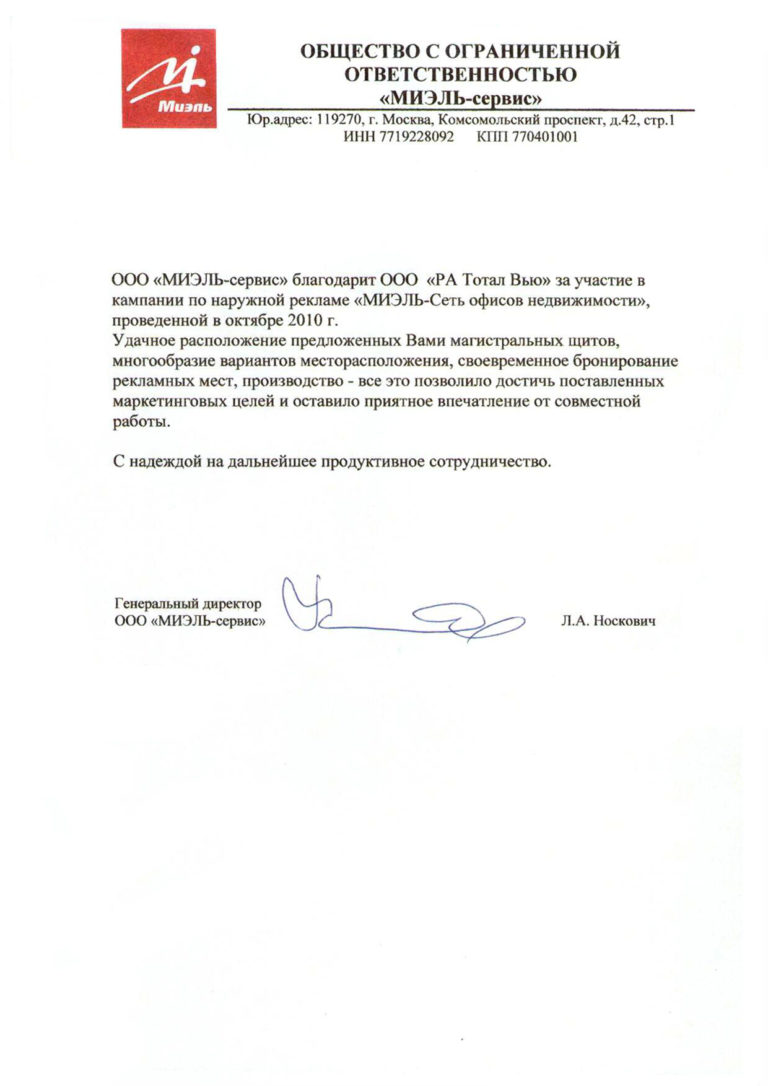 Миэль
ОБЩЕСТВО С ОГРАНИЧЕННОЙ
ОТВЕТСТВЕННОСТЬЮ
«МИЭЛЬ-сервис»
Юр.адрес: 119270, г. Москва, Комсомольский проспект, д.42, стр.1
ИНН 7719228092 КПП 770401001
ООО «МИЭЛЬ-сервис» благодарит ООО «РА Тотал Вью» за участие в
кампании по наружной рекламе «МИЭЛЬ-Сеть офисов недвижимости»,
проведенной в октябре 2010 г.
Удачное расположение предложенных Вами магистральных щитов,
многообразие вариантов месторасположения, своевременное бронирование
рекламных мест, производство - все это позволило достичь поставленных
маркетинговых целей и оставило приятное впечатление от совместной
работы.
С надеждой на дальнейшее продуктивное сотрудничество.
Генеральный директор
ООО «МИЭЛЬ-сервис» Л.А. Носкович